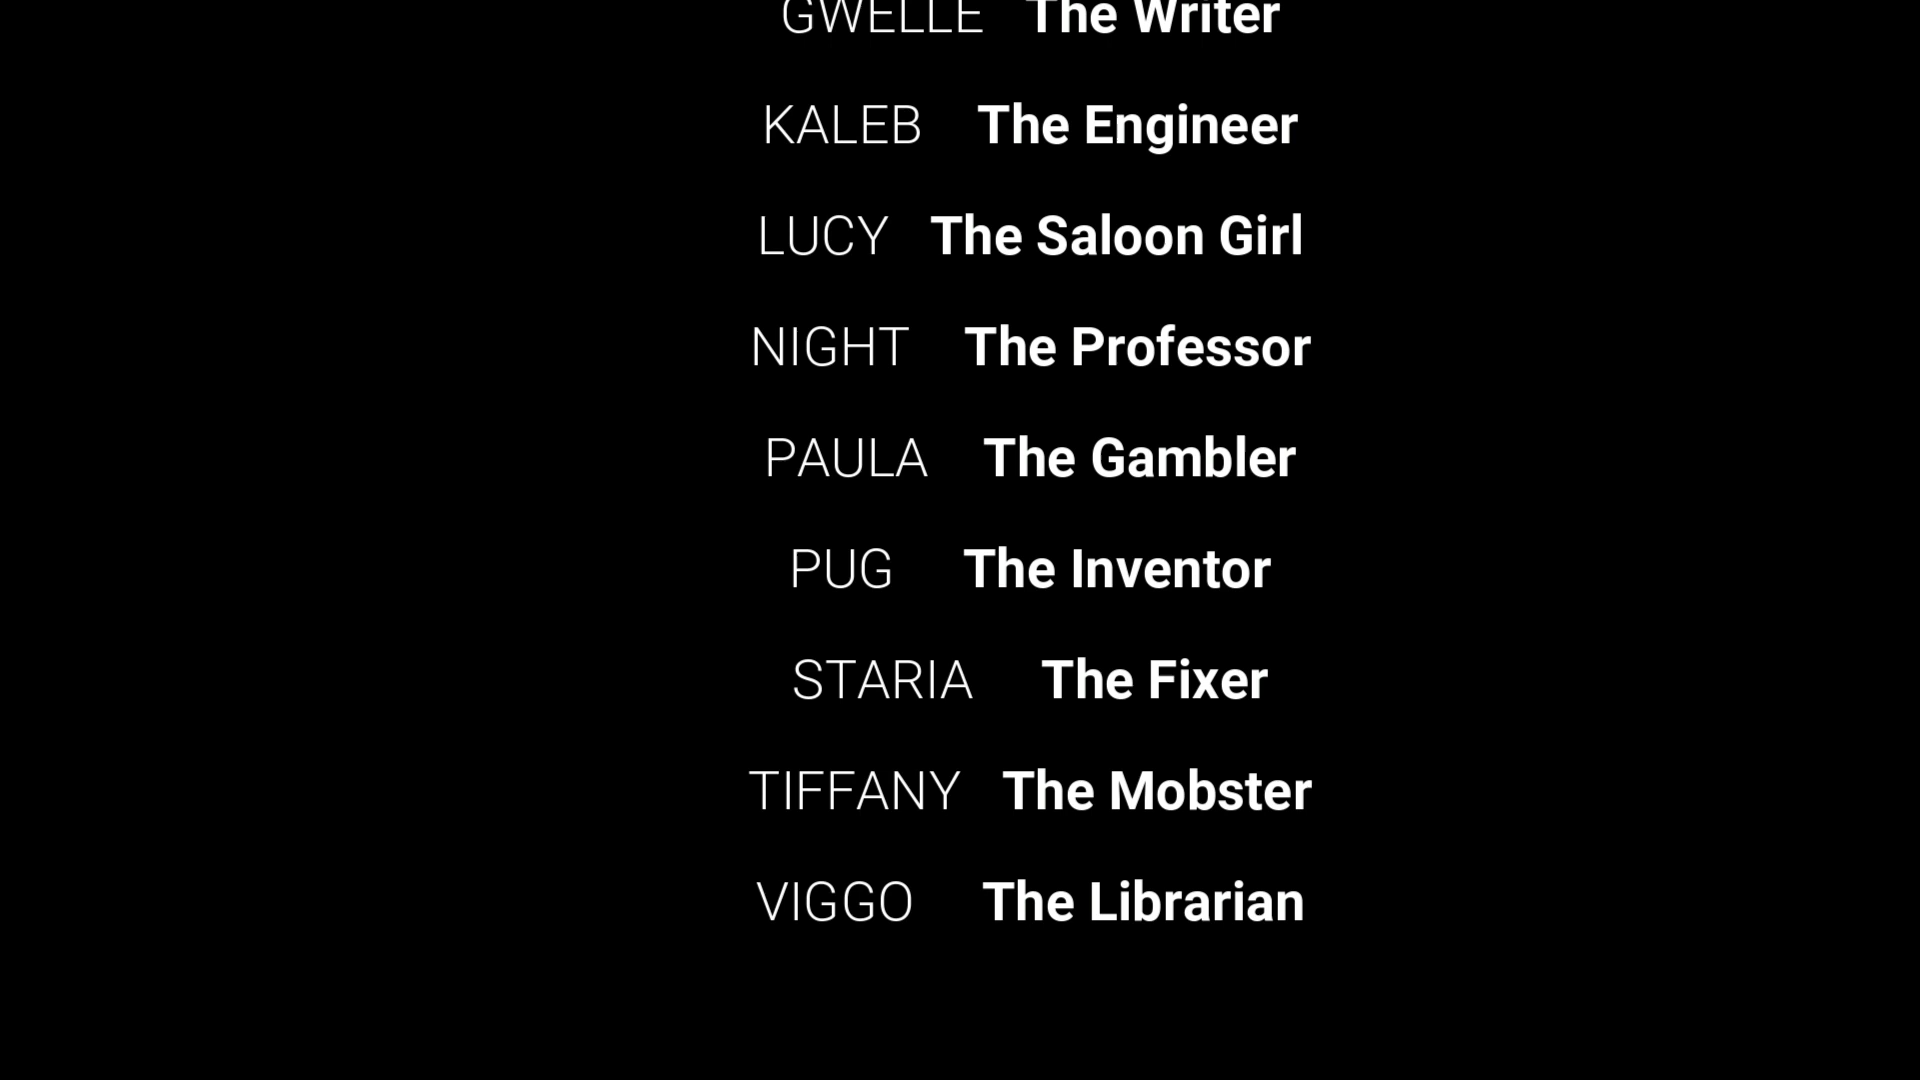 GWELLE The Writer
KALEB The Engineer
LUCY The Saloon Girl
NIGHT The Professor
PAULA The Gambler
PUG The Inventor
STARIA The Fixer
TIFFANY The Mobster
VIGGO The Librarian